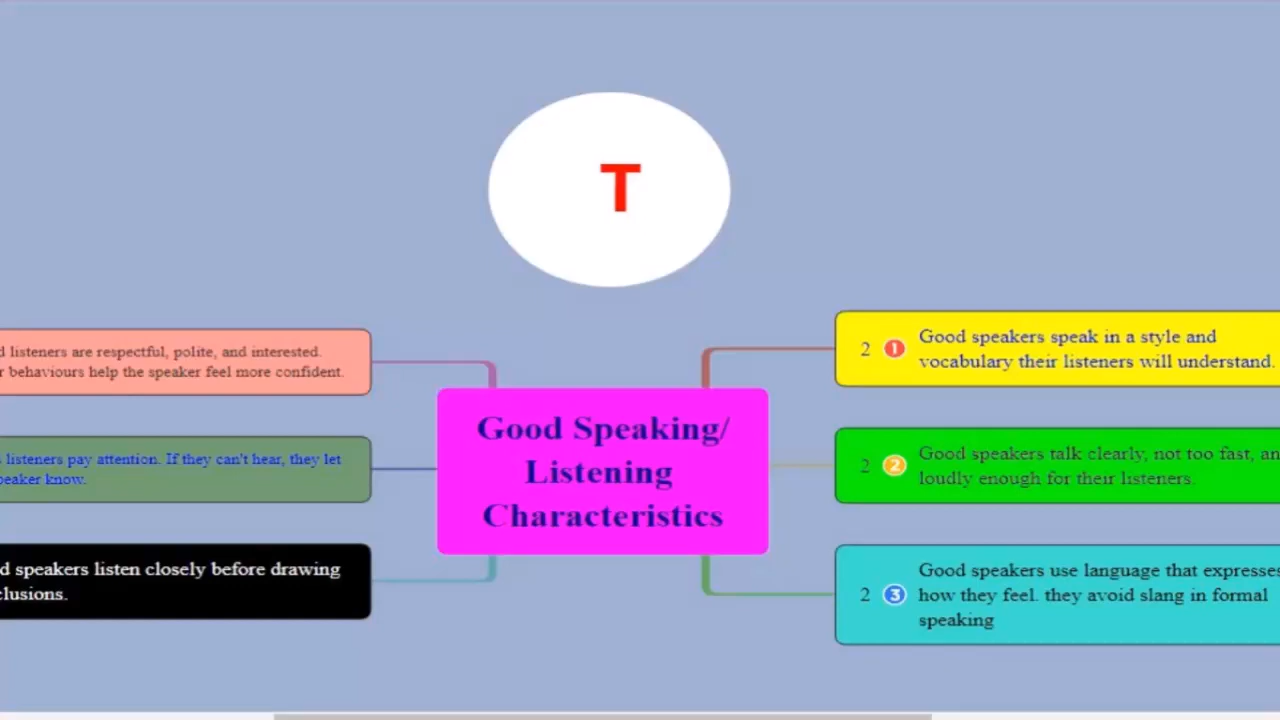 T
listeners are respectful, polite, and interested.
behaviours help the speaker feel more confident.
listeners pay attention. If they can't hear, they let
know.
speakers listen closely before drawing
Good Speaking/
Listening
Characteristics
2 1 Good speakers speak in a style and
vocabulary their listeners will understand.
2 2 Good speakers talk clearly, not too fast,
loudly enough for their listeners.
2 3 Good speakers use language that expresses
how they feel. they avoid slang in formal
speaking